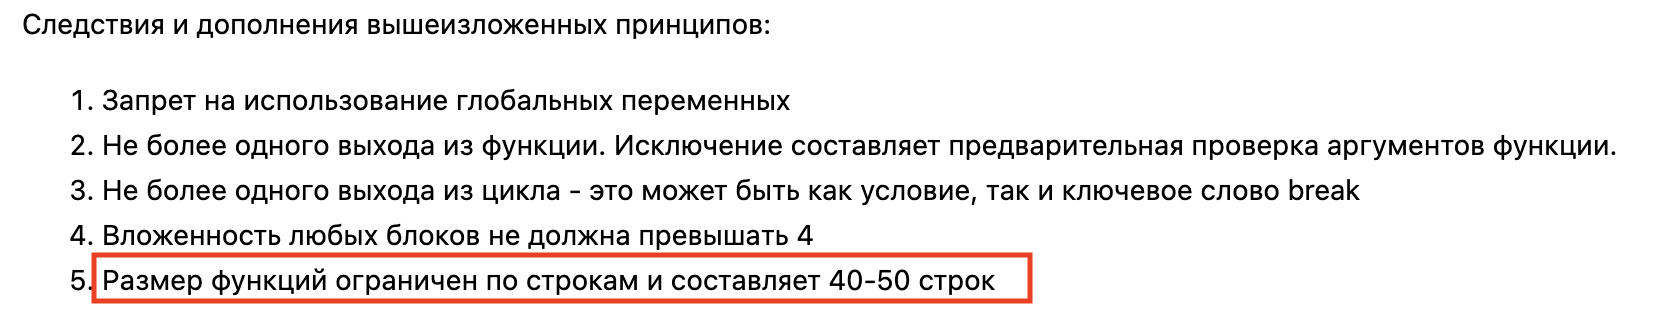 Следствия и дополнения вышеизложенных принципов:
1. Запрет на использование глобальных переменных
2. Не более одного выхода из функции. Исключение составляет предварительная проверка аргументов функции.
3. Не более одного выхода из цикла - это может быть как условие, так и ключевое слово break
4. Вложенность любых блоков не должна превышать 4
5. Размер функций ограничен по строкам и составляет 40-50 строк